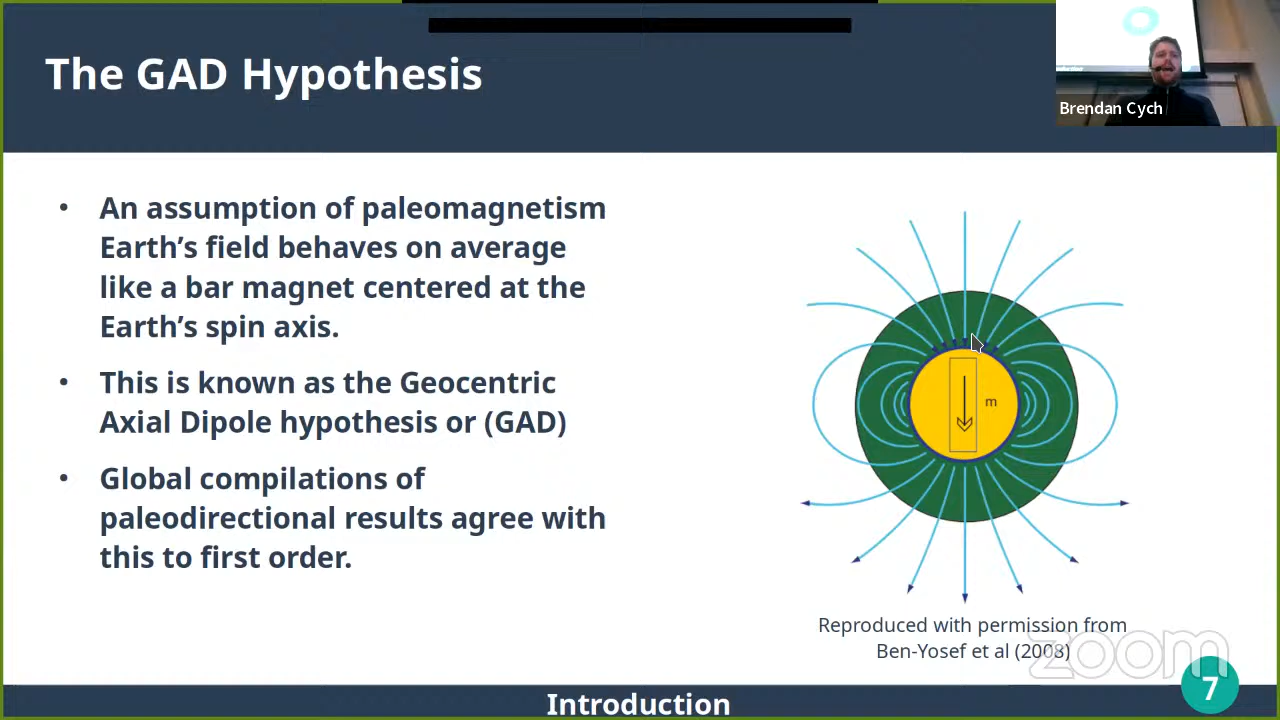 The GAD Hypothesis
Brendan Cych
• An assumption of paleomagnetism
Earth’s field behaves on average
like a bar magnet centered at the
Earth’s spin axis.
• This is known as the Geocentric
Axial Dipole hypothesis or (GAD)
• Global compilations of
paleodirectional results agree with
this to first order.
m
Reproduced with permission from
Ben-Yosef et al (2008)
zoom
7
Introduction